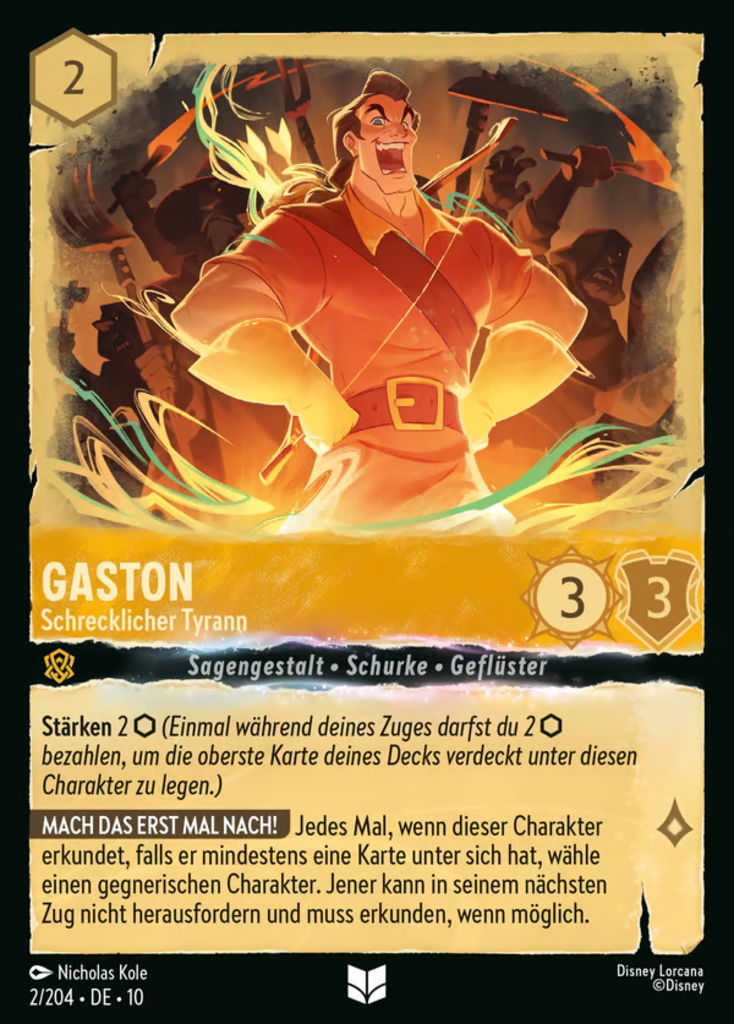 2
GASTON
Schrecklicher Tyrann
3
3
Sagengestalt • Schurke • Geflüster
Stärken 2 ⬡ (Einmal während deines Zuges darfst du 2 ⬡
bezahlen, um die oberste Karte deines Decks verdeckt unter diesen
Charakter zu legen.)
MACH DAS ERST MAL NACH! Jedes Mal, wenn dieser Charakter
erkundet, falls er mindestens eine Karte unter sich hat, wähle
einen gegnerischen Charakter. Jener kann in seinem nächsten
Zug nicht herausfordern und muss erkunden, wenn möglich.
Nicholas Kole
2/204 • DE • 10
Disney Lorcana
©Disney